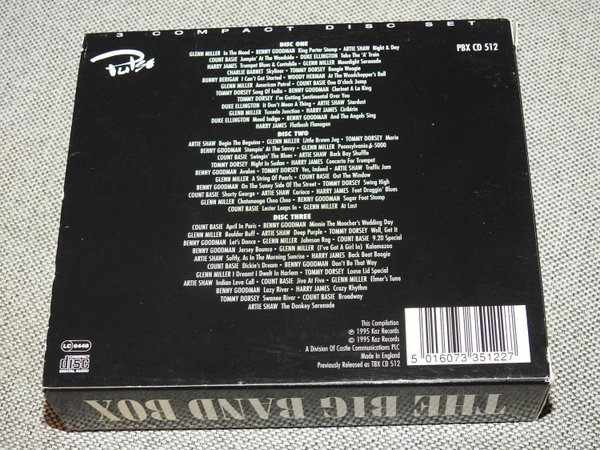 3 COMPACT DISC SET
Pulse
PBX CD 512
DISC ONE
GLENN MILLER In The Mood • BENNY GOODMAN King Porter Stomp • ARTIE SHAW Night & Day
COUNT BASIE Jumpin' At The Woodside • DUKE ELLINGTON Take The 'A' Train
HARRY JAMES Trumpet Blues & Cantabile • GLENN MILLER Moonlight Serenade
CHARLIE BARNET Skyliner • TOMMY DORSEY Boogie Woogie
BUNNY BERIGAN I Can't Get Started • WOODY HERMAN At The Woodchopper's Ball
GLENN MILLER American Patrol • COUNT BASIE One O'clock Jump
TOMMY DORSEY Song Of India • BENNY GOODMAN Clarinet A La King
TOMMY DORSEY I'm Getting Sentimental Over You
DUKE ELLINGTON It Don't Mean A Thing • ARTIE SHAW Stardust
GLENN MILLER Tuxedo Junction • HARRY JAMES Ciribirin
DUKE ELLINGTON Mood Indigo • BENNY GOODMAN And The Angels Sing
HARRY JAMES Flatbush Flanagan
DISC TWO
ARTIE SHAW Begin The Beguine • GLENN MILLER Little Brown Jug • TOMMY DORSEY Marie
BENNY GOODMAN Stompin' At The Savoy • GLENN MILLER Pennsylvania 6-5000
COUNT BASIE Swingin' The Blues • ARTIE SHAW Back Bay Shuffle
TOMMY DORSEY Night In Sudan • HARRY JAMES Concerto For Trumpet
BENNY GOODMAN Avalon • TOMMY DORSEY Yes, Indeed • ARTIE SHAW Traffic Jam
GLENN MILLER A String Of Pearls • COUNT BASIE Out The Window
BENNY GOODMAN On The Sunny Side Of The Street • TOMMY DORSEY Swing High
COUNT BASIE Shorty George • ARTIE SHAW Carioca • HARRY JAMES Feet Draggin' Blues
GLENN MILLER Chatanooga Choo Choo • BENNY GOODMAN Sugar Foot Stomp
COUNT BASIE Lester Leaps In • GLENN MILLER At Last
DISC THREE
COUNT BASIE April In Paris • BENNY GOODMAN Minnie The Moocher's Wedding Day
GLENN MILLER Boulder Buff • ARTIE SHAW Deep Purple • TOMMY DORSEY Well, Get It
BENNY GOODMAN Let's Dance • GLENN MILLER Johnson Rag • COUNT BASIE 9.20 Special
BENNY GOODMAN Jersey Bounce • GLENN MILLER (I've Got A Girl In) Kalamazoo
ARTIE SHAW Softly, As In The Morning Sunrise • HARRY JAMES Back Beat Boogie
COUNT BASIE Dickie's Dream • BENNY GOODMAN Don't Be That Way
GLENN MILLER I Dreamt I Dwelt In Harlem • TOMMY DORSEY Loose Lid Special
ARTIE SHAW Indian Love Call • COUNT BASIE Jive At Five • GLENN MILLER Elmer's Tune
BENNY GOODMAN Lazy River • HARRY JAMES Crazy Rhythm
TOMMY DORSEY Swanee River • COUNT BASIE Broadway
ARTIE SHAW The Donkey Serenade
LC 6448
COMPACT
disc
DIGITAL AUDIO
This Compilation
℗ 1995 Kaz Records
© 1995 Kaz Records
A Division Of Castle Communications PLC
Made In England
Previously Released as TBX CD 512
5 016073 351227
THE BIG BAND BOX